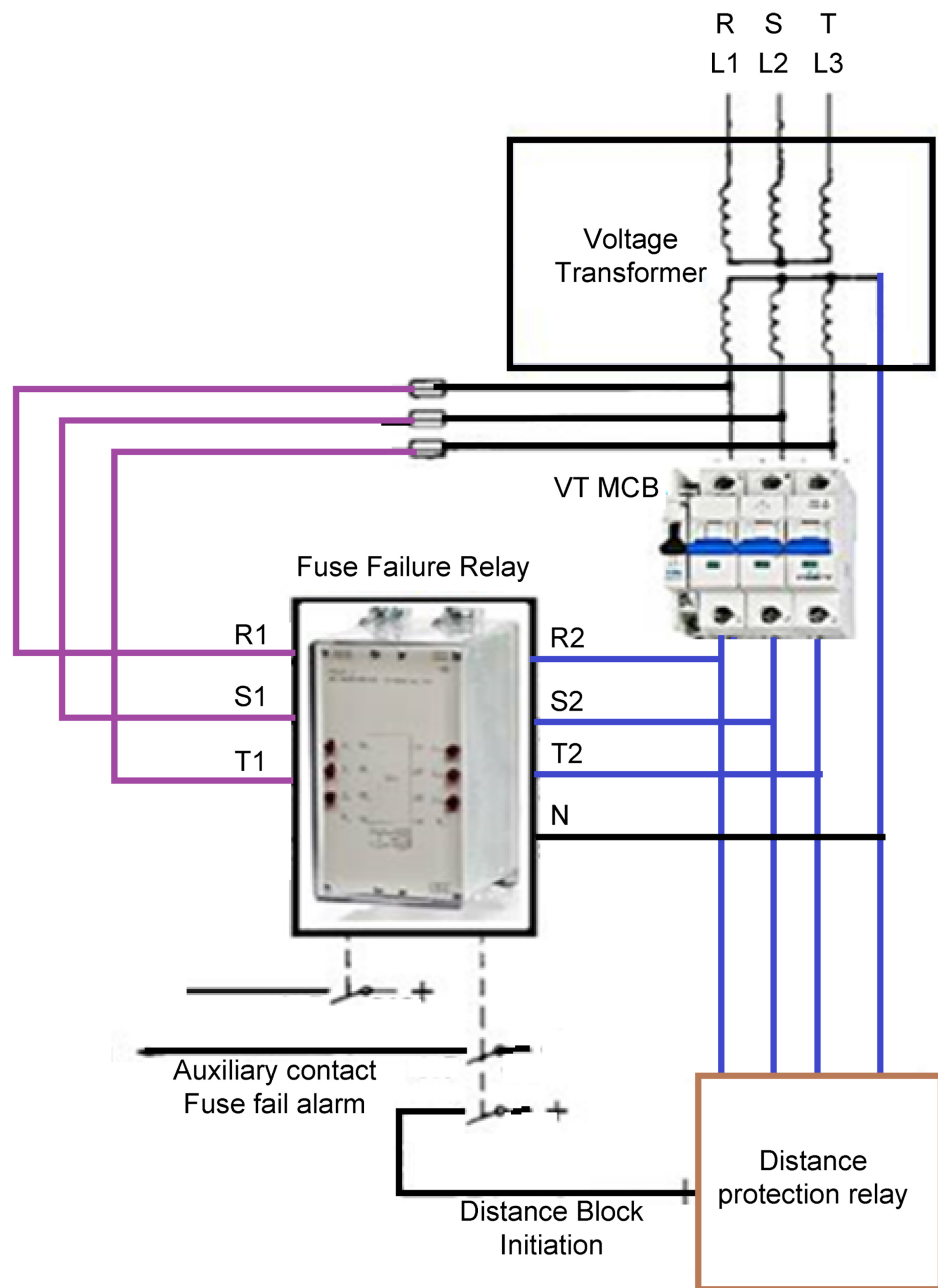 R S T
L1 L2 L3
Voltage
Transformer
VT MCB
Fuse Failure Relay
R1
R2
S1
S2
T1
T2
N
+
Auxiliary contact
Fuse fail alarm
+
Distance
protection relay
Distance Block
Initiation